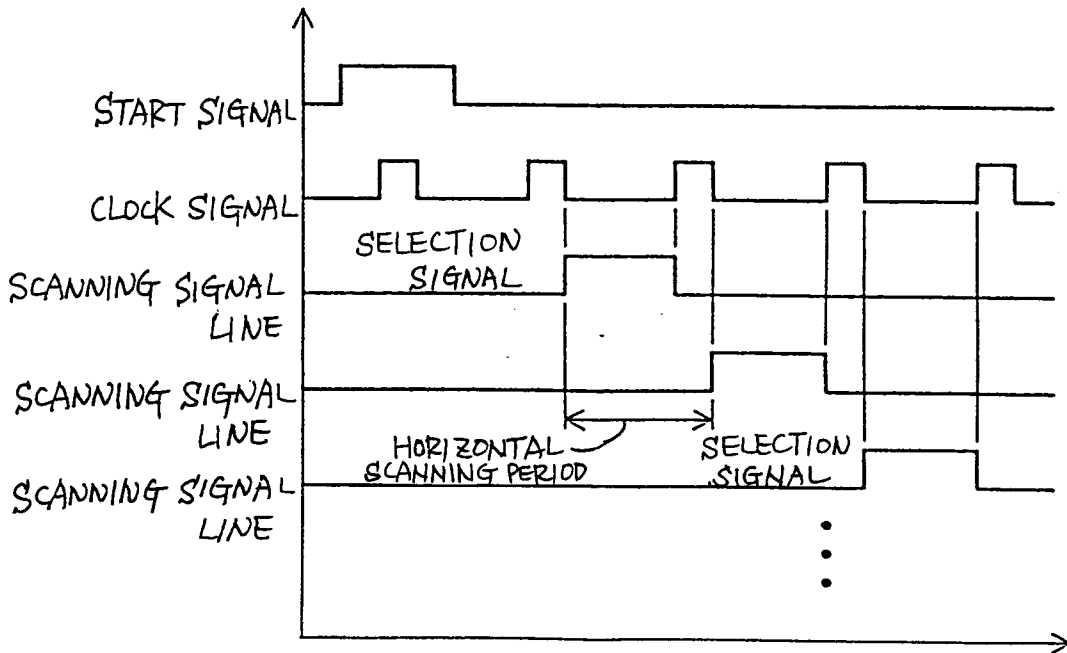 START SIGNAL
CLOCK SIGNAL
SELECTION
SIGNAL
SCANNING SIGNAL
LINE
SCANNING SIGNAL
LINE
HORIZONTAL
SCANNING PERIOD
SELECTION
SIGNAL
SCANNING SIGNAL
LINE